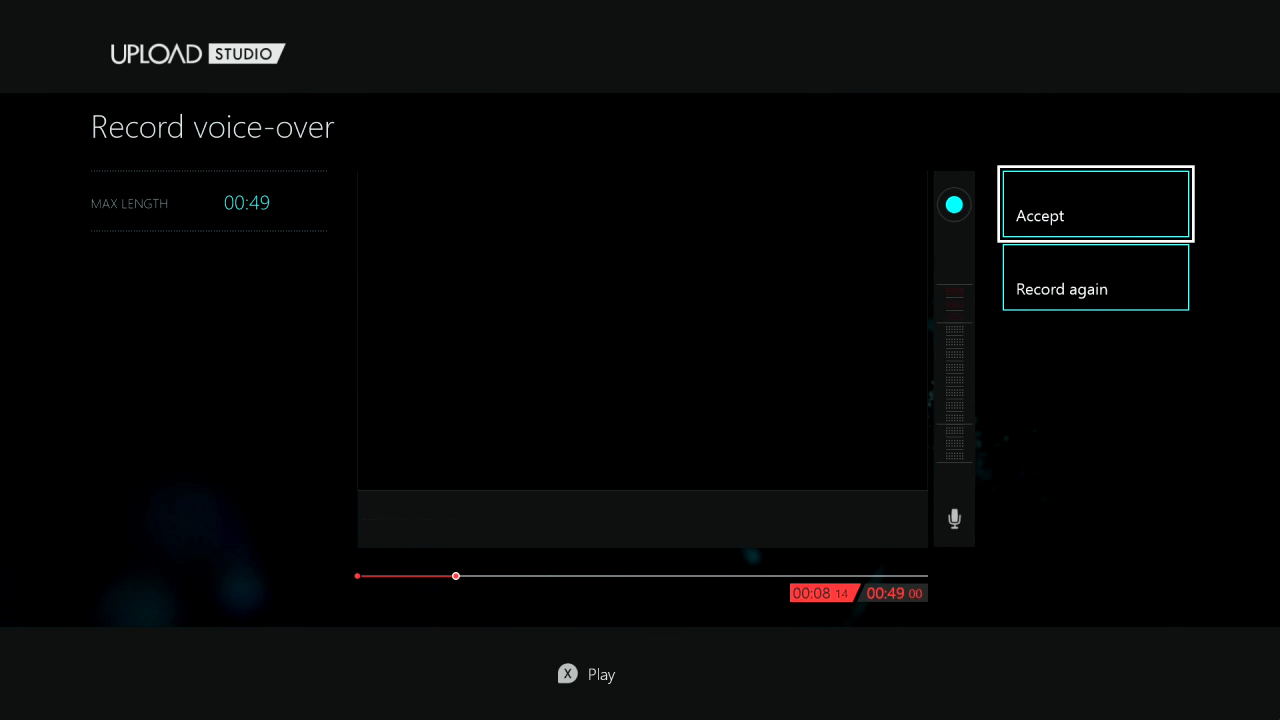 UPLOAD STUDIO
Record voice-over
MAX LENGTH 00:49
Accept
Record again
00:08 14 00:49 00
X Play